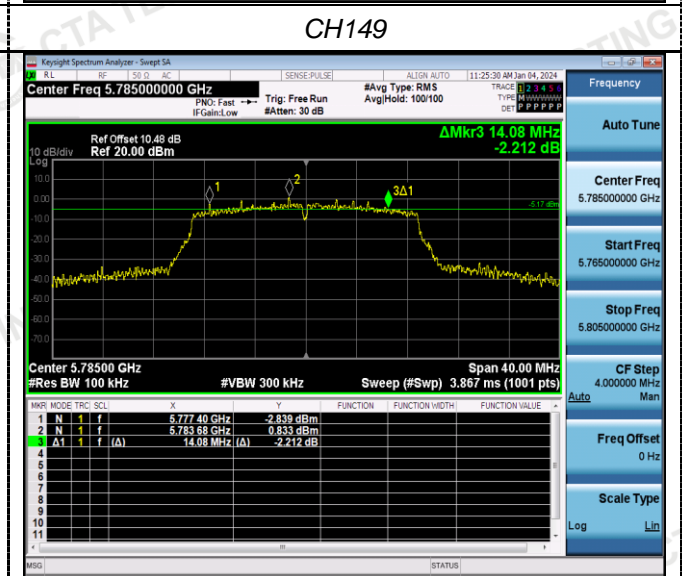 CH149
Keysight Spectrum Analyzer - Swept SA
RL RF 50 Ω AC SENSE:PULSE ALIGN AUTO 11:25:30 AM Jan 04, 2024
Center Freq 5.785000000 GHz
PNO: Fast
IFGain:Low
Trig: Free Run
#Atten: 30 dB
#Avg Type: RMS
Avg|Hold: 100/100
TRACE 1 2 3 4 5 6
TYPE M W W W W W
DET P P P P P P
Ref Offset 10.48 dB
Ref 20.00 dBm
10 dB/div
Log
ΔMkr3 14.08 MHz
-2.212 dB
10.0
0.00
-10.0
-20.0
-30.0
-40.0
-50.0
-60.0
-70.0
1
2
3Δ1
-5.17 dBm
Center 5.78500 GHz Span 40.00 MHz
#Res BW 100 kHz #VBW 300 kHz Sweep (#Swp) 3.867 ms (1001 pts)
MKR MODE TRC SCL X Y FUNCTION FUNCTION WIDTH FUNCTION VALUE
1 N 1 f 5.777 40 GHz -2.839 dBm
2 N 1 f 5.783 68 GHz 0.833 dBm
3 Δ1 1 f (Δ) 14.08 MHz (Δ) -2.212 dB
4
5
6
7
8
9
10
11
MSG STATUS
Frequency
Auto Tune
Center Freq
5.785000000 GHz
Start Freq
5.765000000 GHz
Stop Freq
5.805000000 GHz
CF Step
4.000000 MHz
Auto Man
Freq Offset
0 Hz
Scale Type
Log Lin
CTA TE
TING